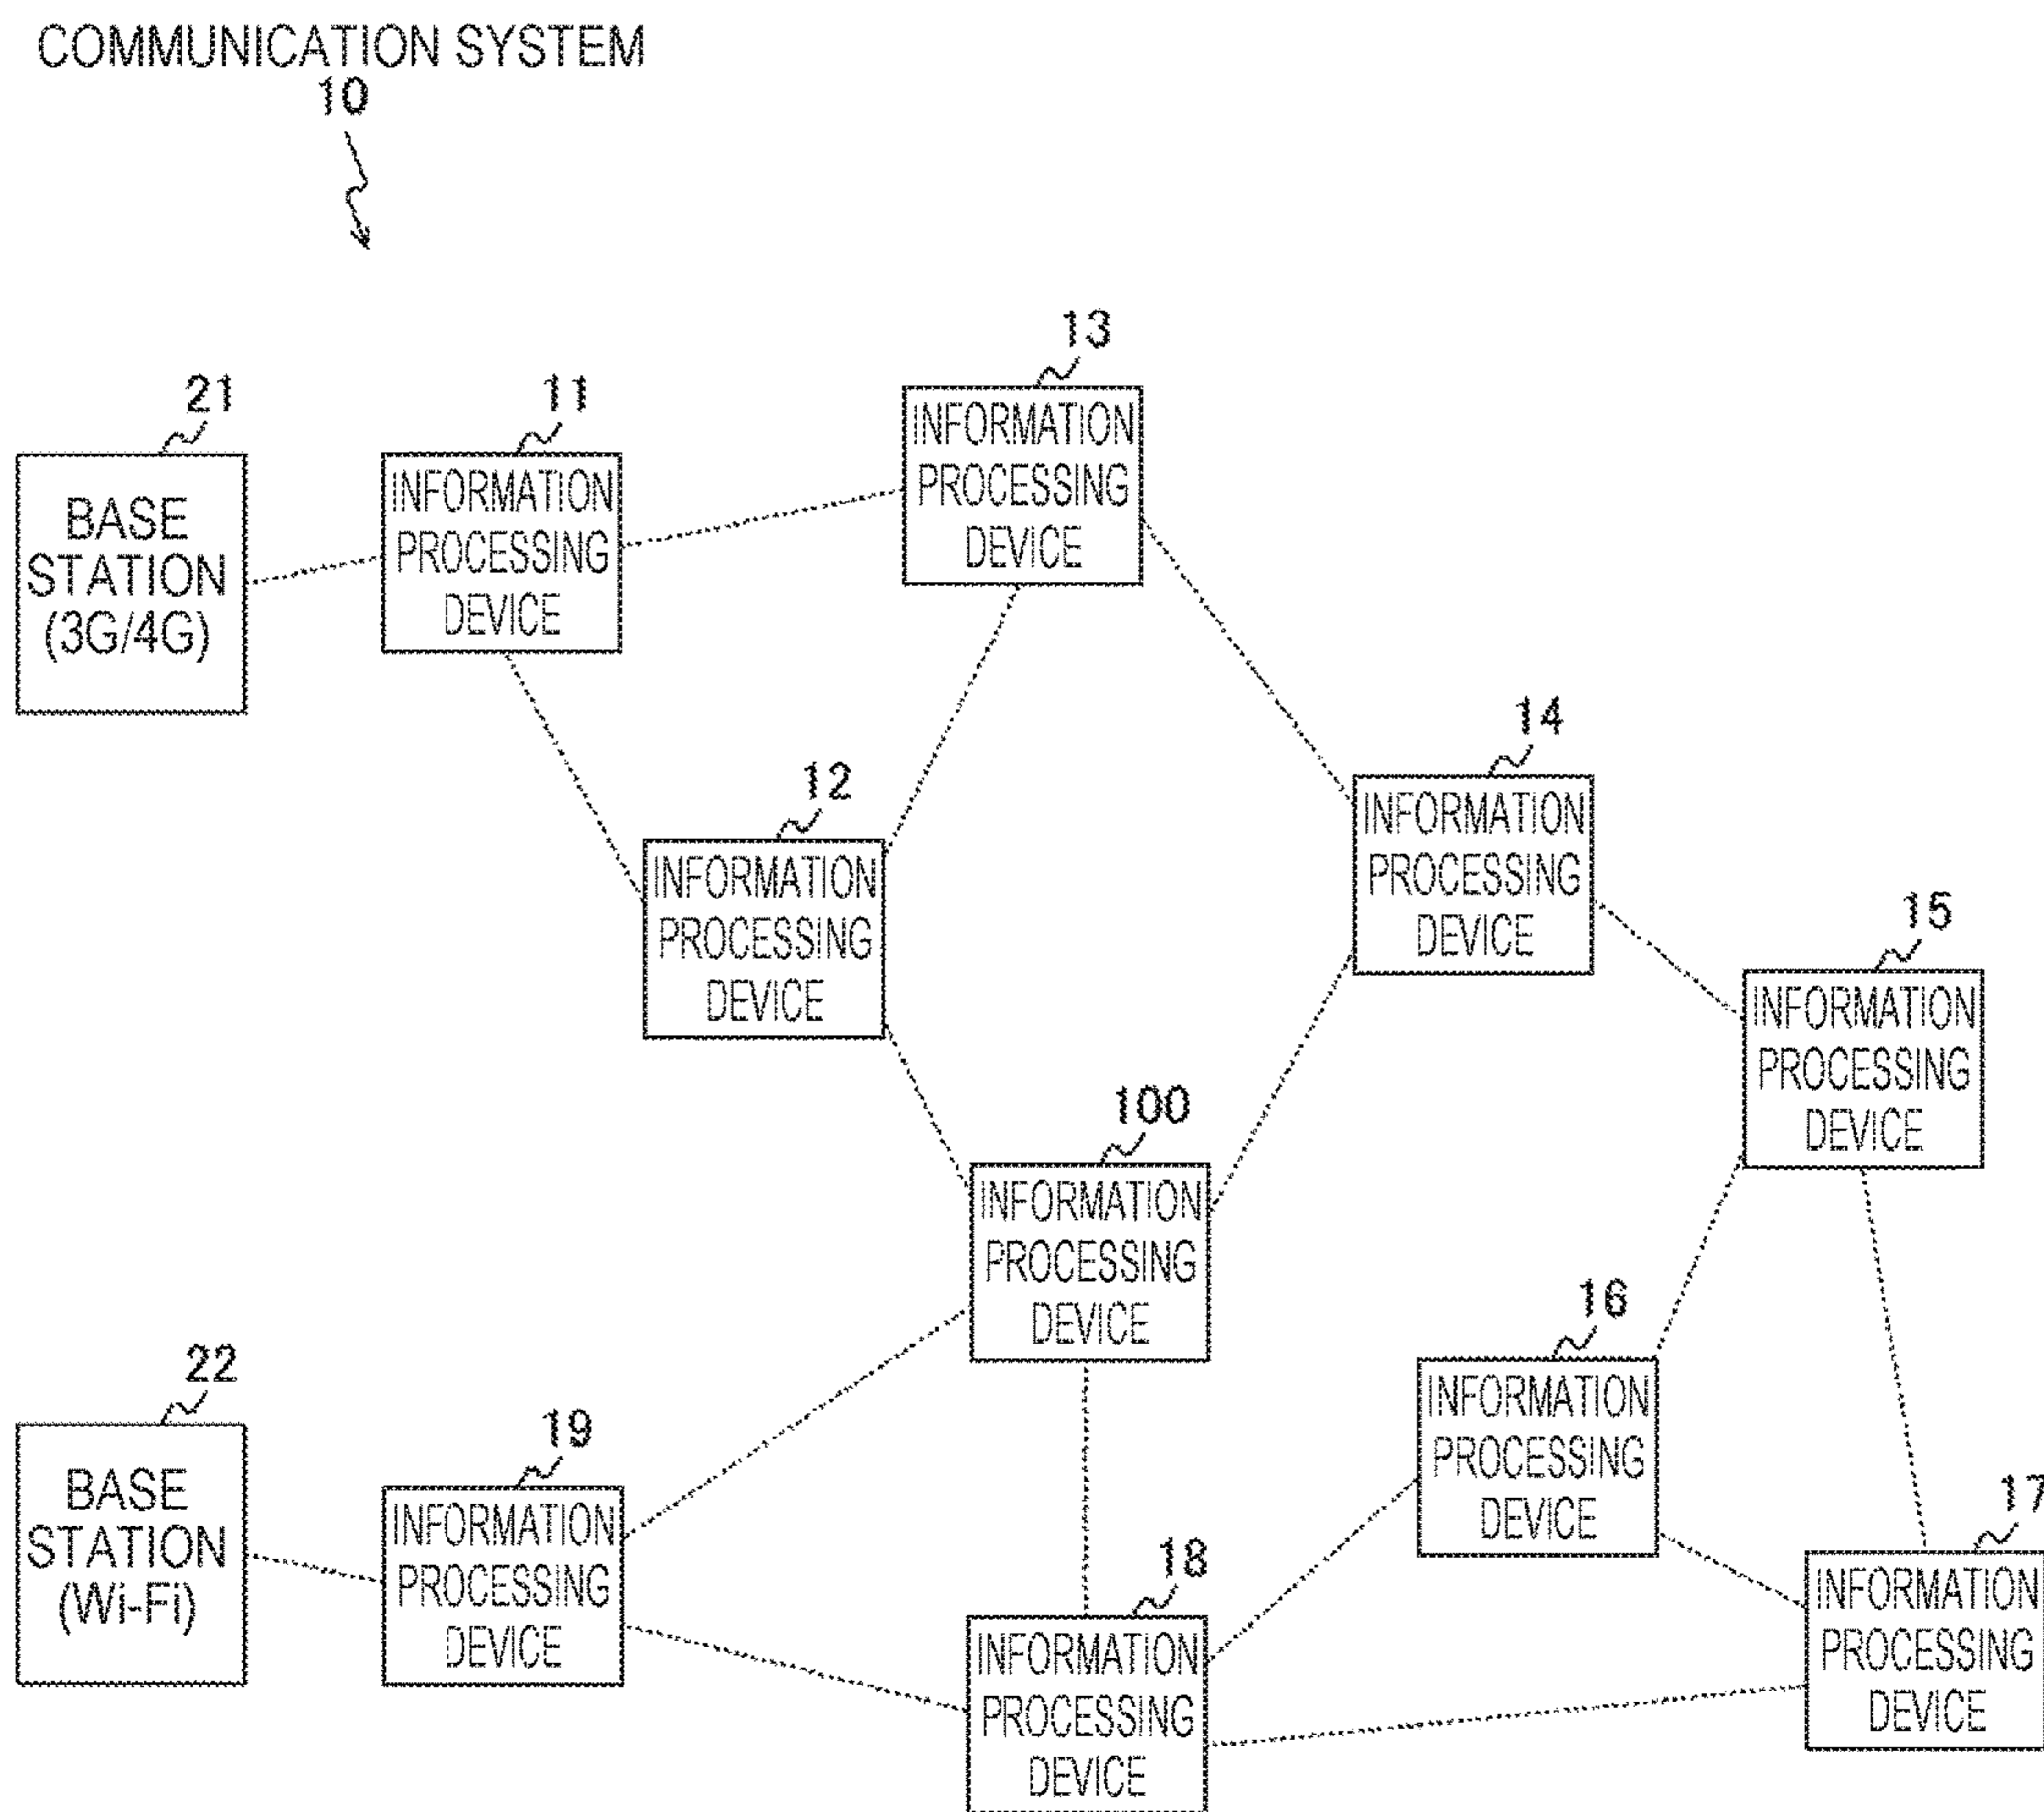 COMMUNICATION SYSTEM
10
13
INFORMATION
PROCESSING
DEVICE
21
BASE
STATION
(3G/4G)
11
INFORMATION
PROCESSING
DEVICE
14
INFORMATION
PROCESSING
DEVICE
12
INFORMATION
PROCESSING
DEVICE
15
INFORMATION
PROCESSING
DEVICE
100
INFORMATION
PROCESSING
DEVICE
16
INFORMATION
PROCESSING
DEVICE
22
BASE
STATION
(Wi-Fi)
19
INFORMATION
PROCESSING
DEVICE
17
INFORMATION
PROCESSING
DEVICE
18
INFORMATION
PROCESSING
DEVICE